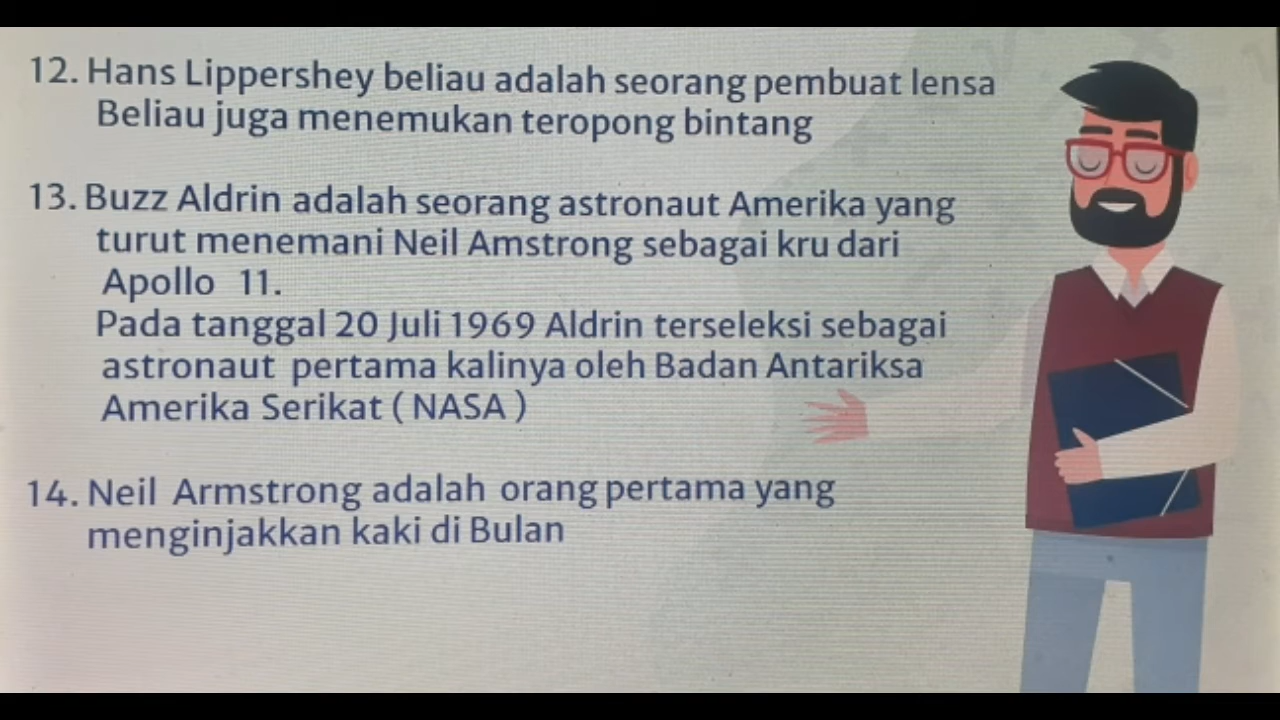 12. Hans Lippershey beliau adalah seorang pembuat lensa
Beliau juga menemukan teropong bintang
13. Buzz Aldrin adalah seorang astronaut Amerika yang
turut menemani Neil Amstrong sebagai kru dari
Apollo 11.
Pada tanggal 20 Juli 1969 Aldrin terseleksi sebagai
astronaut pertama kalinya oleh Badan Antariksa
Amerika Serikat ( NASA )
14. Neil Armstrong adalah orang pertama yang
menginjakkan kaki di Bulan